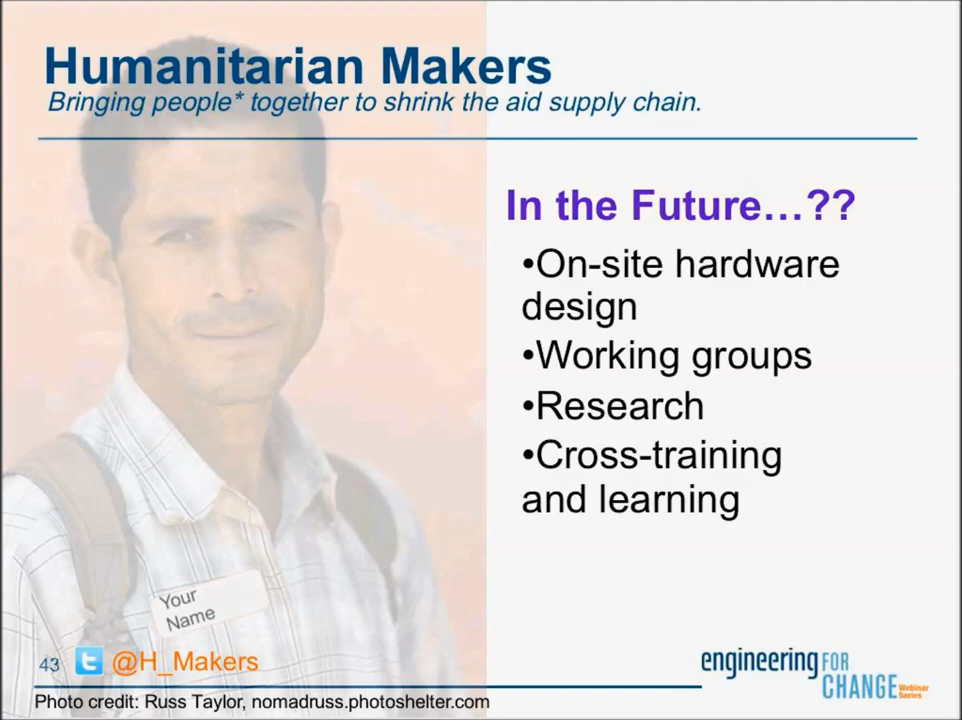 Humanitarian Makers
Bringing people* together to shrink the aid supply chain.
In the Future…??
•On-site hardware
design
•Working groups
•Research
•Cross-training
and learning
Your
Name
43
@H_Makers
engineering FOR
CHANGE Webinar
Series
Photo credit: Russ Taylor, nomadruss.photoshelter.com